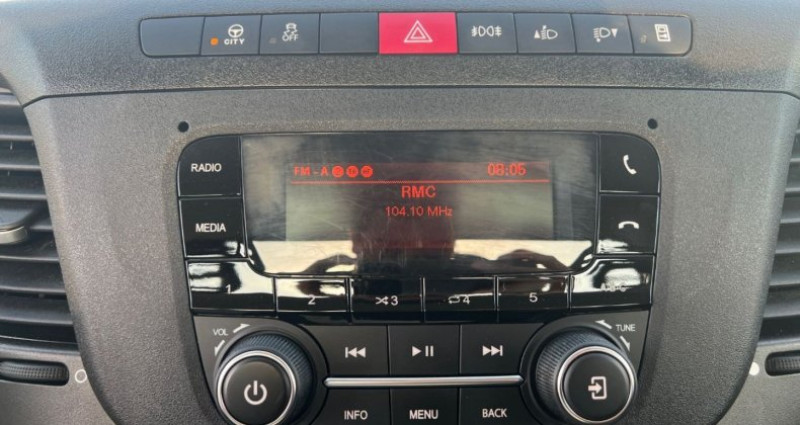 CITY
OFF
RADIO
FM - A
08:05
RMC
104.10 MHz
MEDIA
1
2
3
4
5
VOL
TUNE
INFO
MENU
BACK